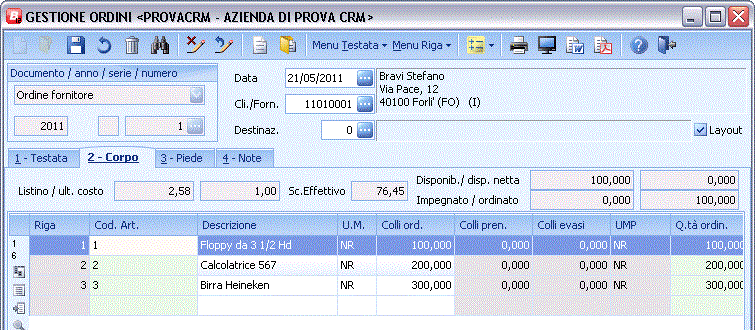 GESTIONE ORDINI <PROVACRM - AZIENDA DI PROVA CRM>
Menu Testata Menu Riga
Documento / anno / serie / numero
Ordine fornitore
2011 1
Data 21/05/2011
Cli./Forn. 11010001
Destinaz. 0
Bravi Stefano
Via Pace, 12
40100 Forli' (FO) (I)
Layout
1 - Testata 2 - Corpo 3 - Piede 4 - Note
Listino / ult. costo 2,58 1,00 Sc.Effettivo 76,45
Disponib./ disp. netta 100,000 0,000
Impegnato / ordinato 0,000 100,000
Riga Cod. Art. Descrizione U.M. Colli ord. Colli pren. Colli evasi UMP Q.tà ordin.
1 1 Floppy da 3 1/2 Hd NR 100,000 0,000 0,000 NR 100,000
2 2 Calcolatrice 567 NR 200,000 0,000 0,000 NR 200,000
3 3 Birra Heineken NR 300,000 0,000 0,000 NR 300,000
1
6